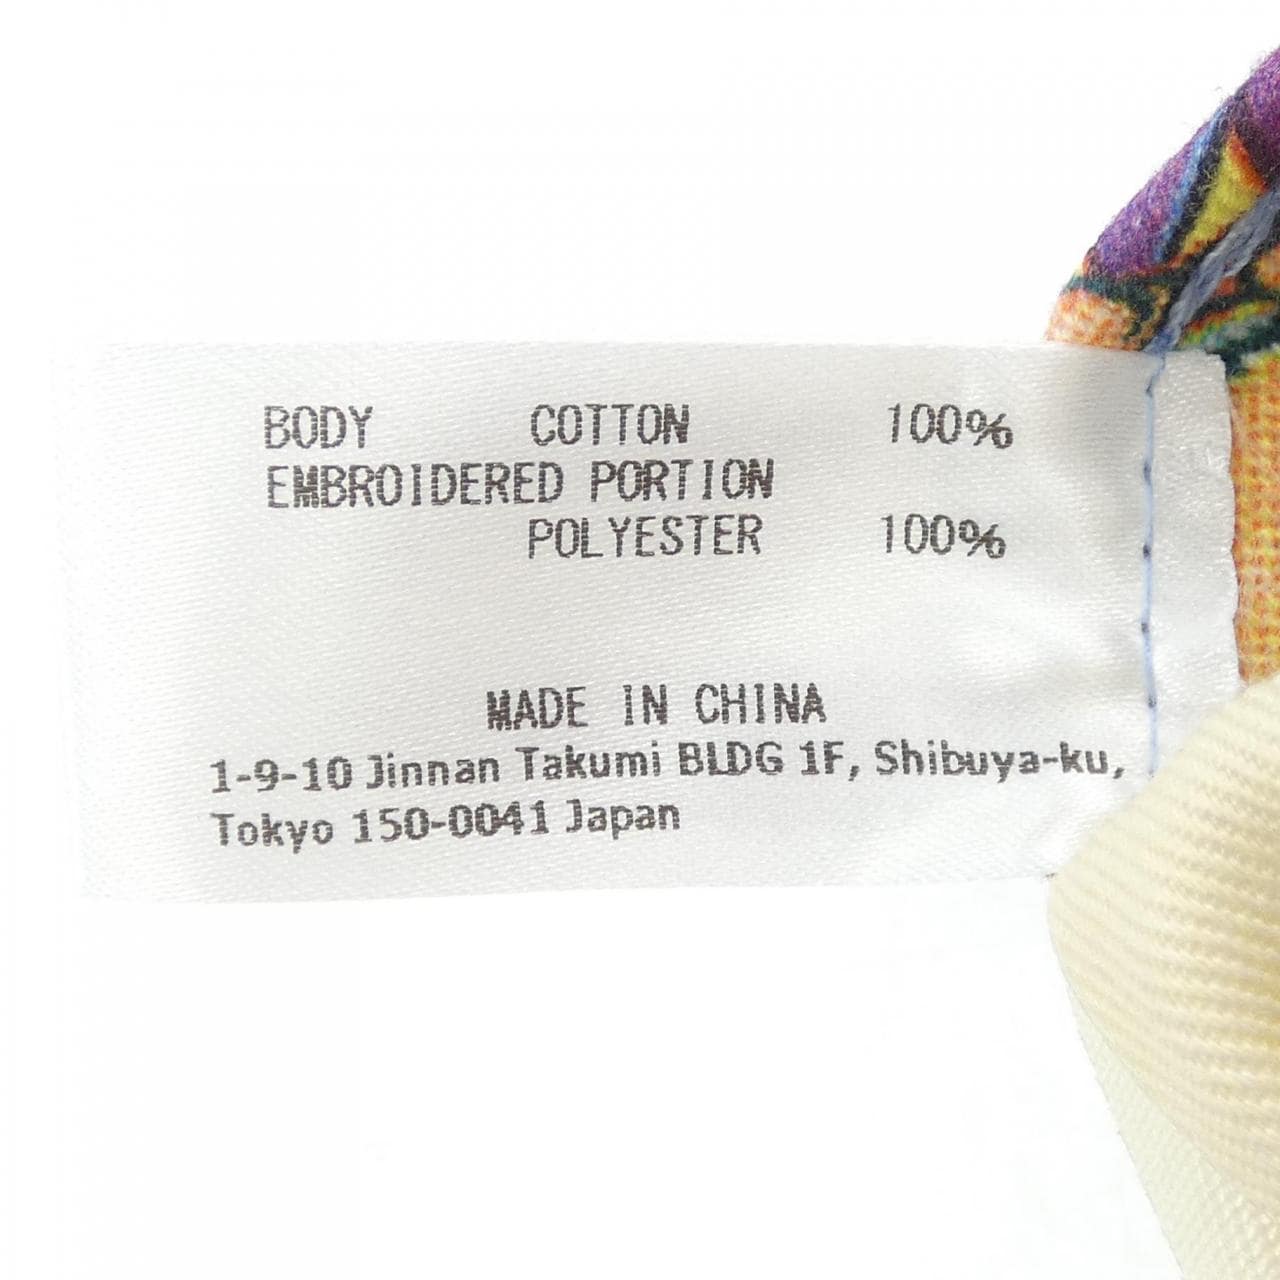 BODY COTTON 100%
EMBROIDERED PORTION
POLYESTER 100%
MADE IN CHINA
1-9-10 Jinnan Takumi BLDG 1F, Shibuya-ku,
Tokyo 150-0041 Japan